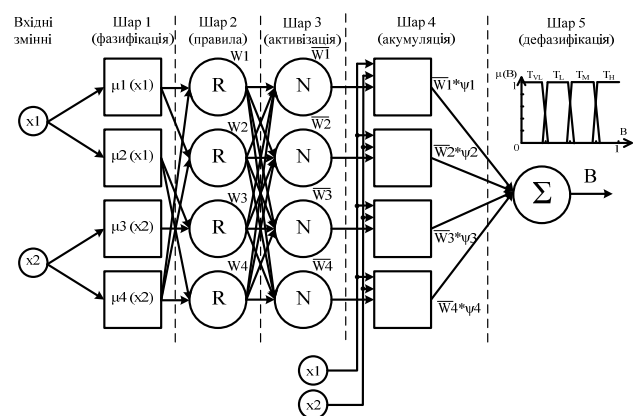 Вхідні
змінні
Шар 1
(фазифікація)
Шар 2
(правила)
Шар 3
(активізація)
Шар 4
(акумуляція)
Шар 5
(дефазифікація)
x1
x2
μ1 (x1)
μ2 (x1)
μ3 (x2)
μ4 (x2)
W1
R
W2
R
W3
R
W4
R
W̅1̅
N
W̅2̅
N
W̅3̅
N
W̅4̅
N
x1
x2
W̅1*ψ1
W̅2*ψ2
W̅3*ψ3
W̅4*ψ4
μ(B)
T_VL T_L T_M T_H
1
0
1
B
Σ
B